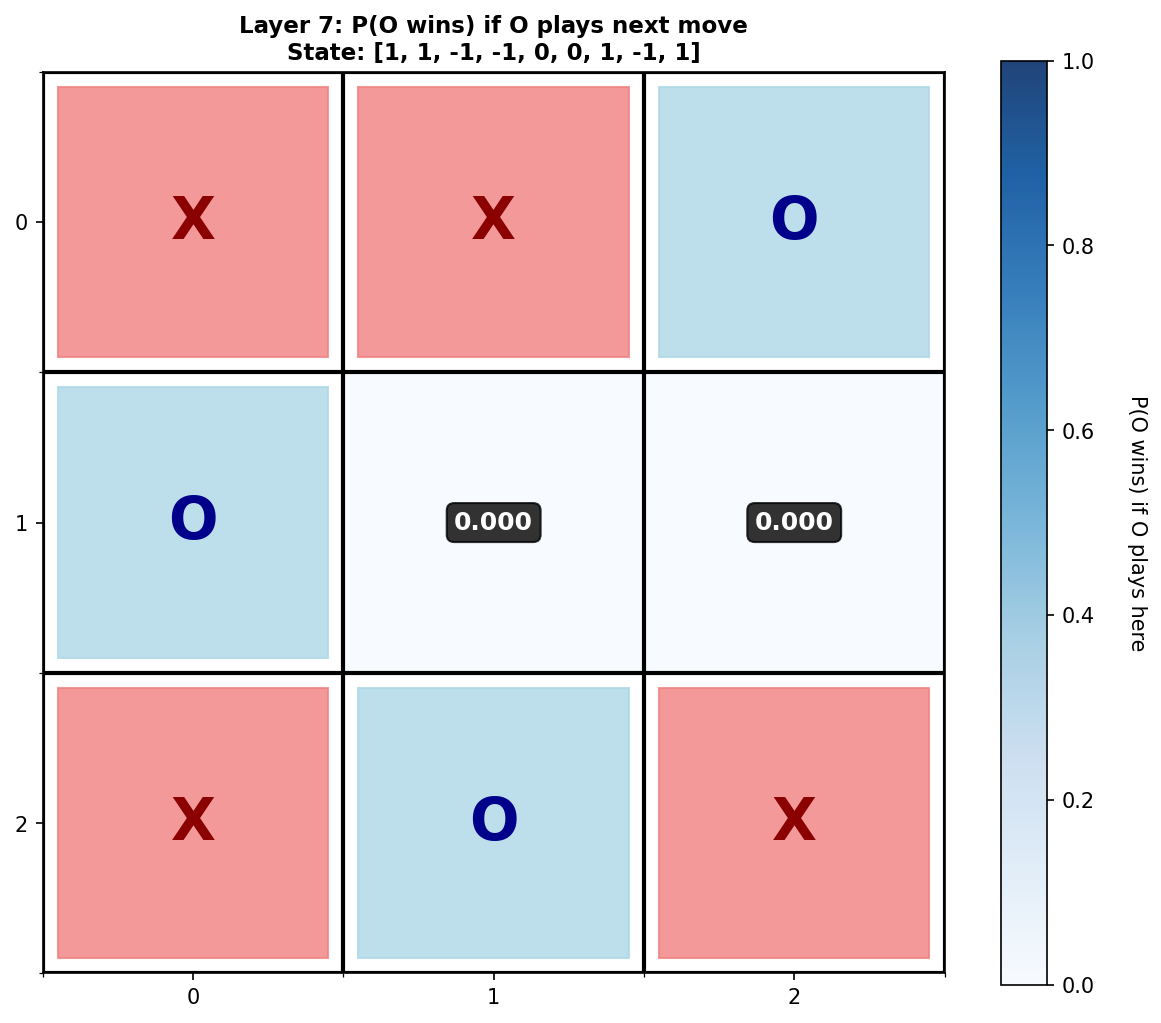 Layer 7: P(O wins) if O plays next move
State: [1, 1, -1, -1, 0, 0, 1, -1, 1]
0
X
X
O
1
O
0.000
0.000
2
X
O
X
0
1
2
1.0
0.8
0.6
0.4
0.2
0.0
P(O wins) if O plays here